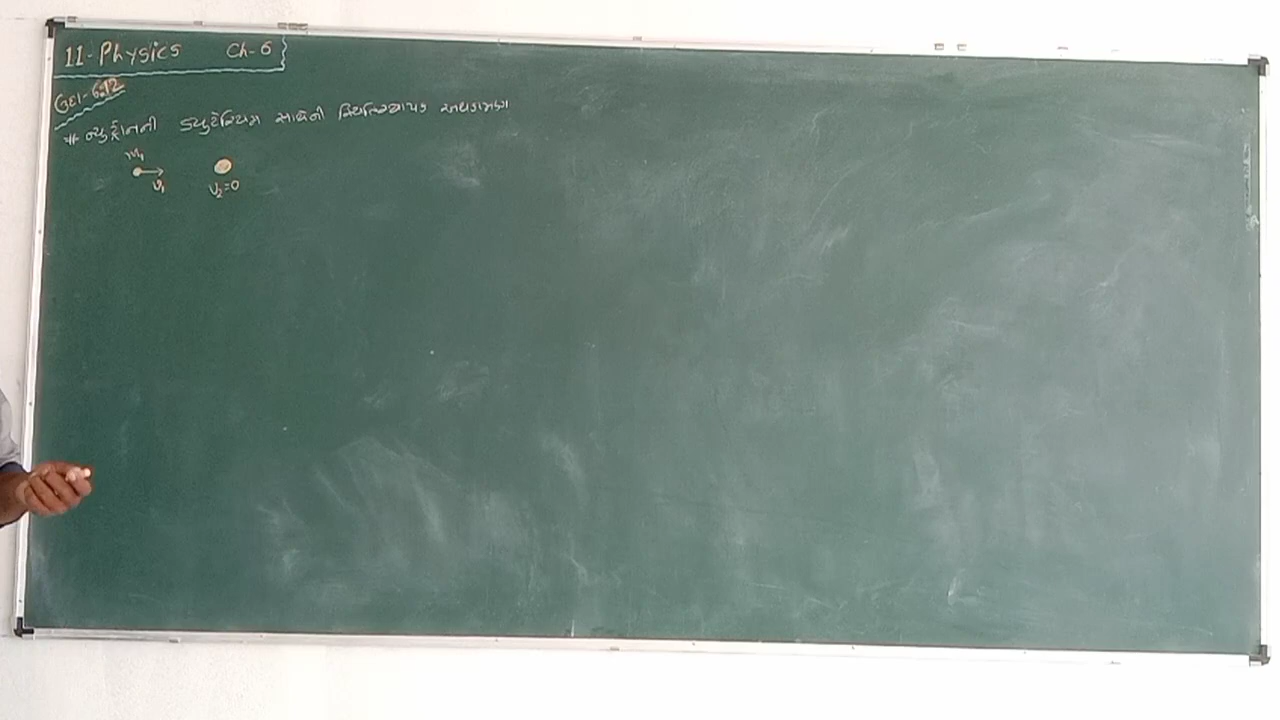 11-Physics Ch-6
ઉદા-6.12
# ન્યુટ્રોનની ડ્યુટેરિયમ સાથેની સ્થિતિસ્થાપક અથડામણ
m₁
v₁ v₂=0